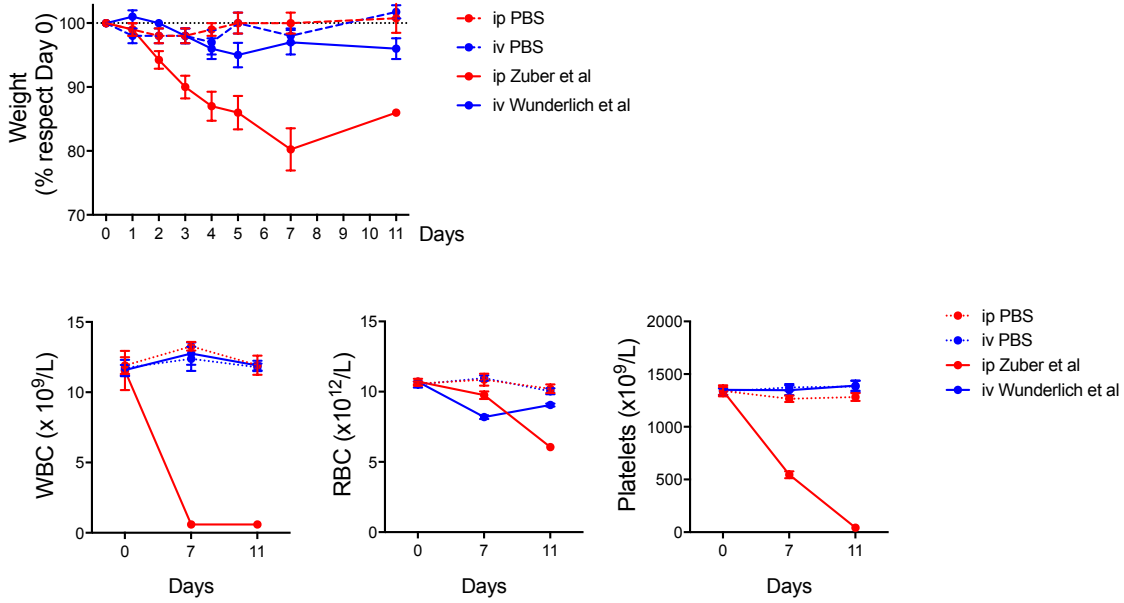 Weight
(% respect Day 0)
100
90
80
70
0 1 2 3 4 5 6 7 8 9 10 11
Days
ip PBS
iv PBS
ip Zuber et al
iv Wunderlich et al
WBC (x 10⁹/L)
15
10
5
0
0 7 11
Days
RBC (x10¹²/L)
15
10
5
0
0 7 11
Days
Platelets (x10⁹/L)
2000
1500
1000
500
0
0 7 11
Days
ip PBS
iv PBS
ip Zuber et al
iv Wunderlich et al